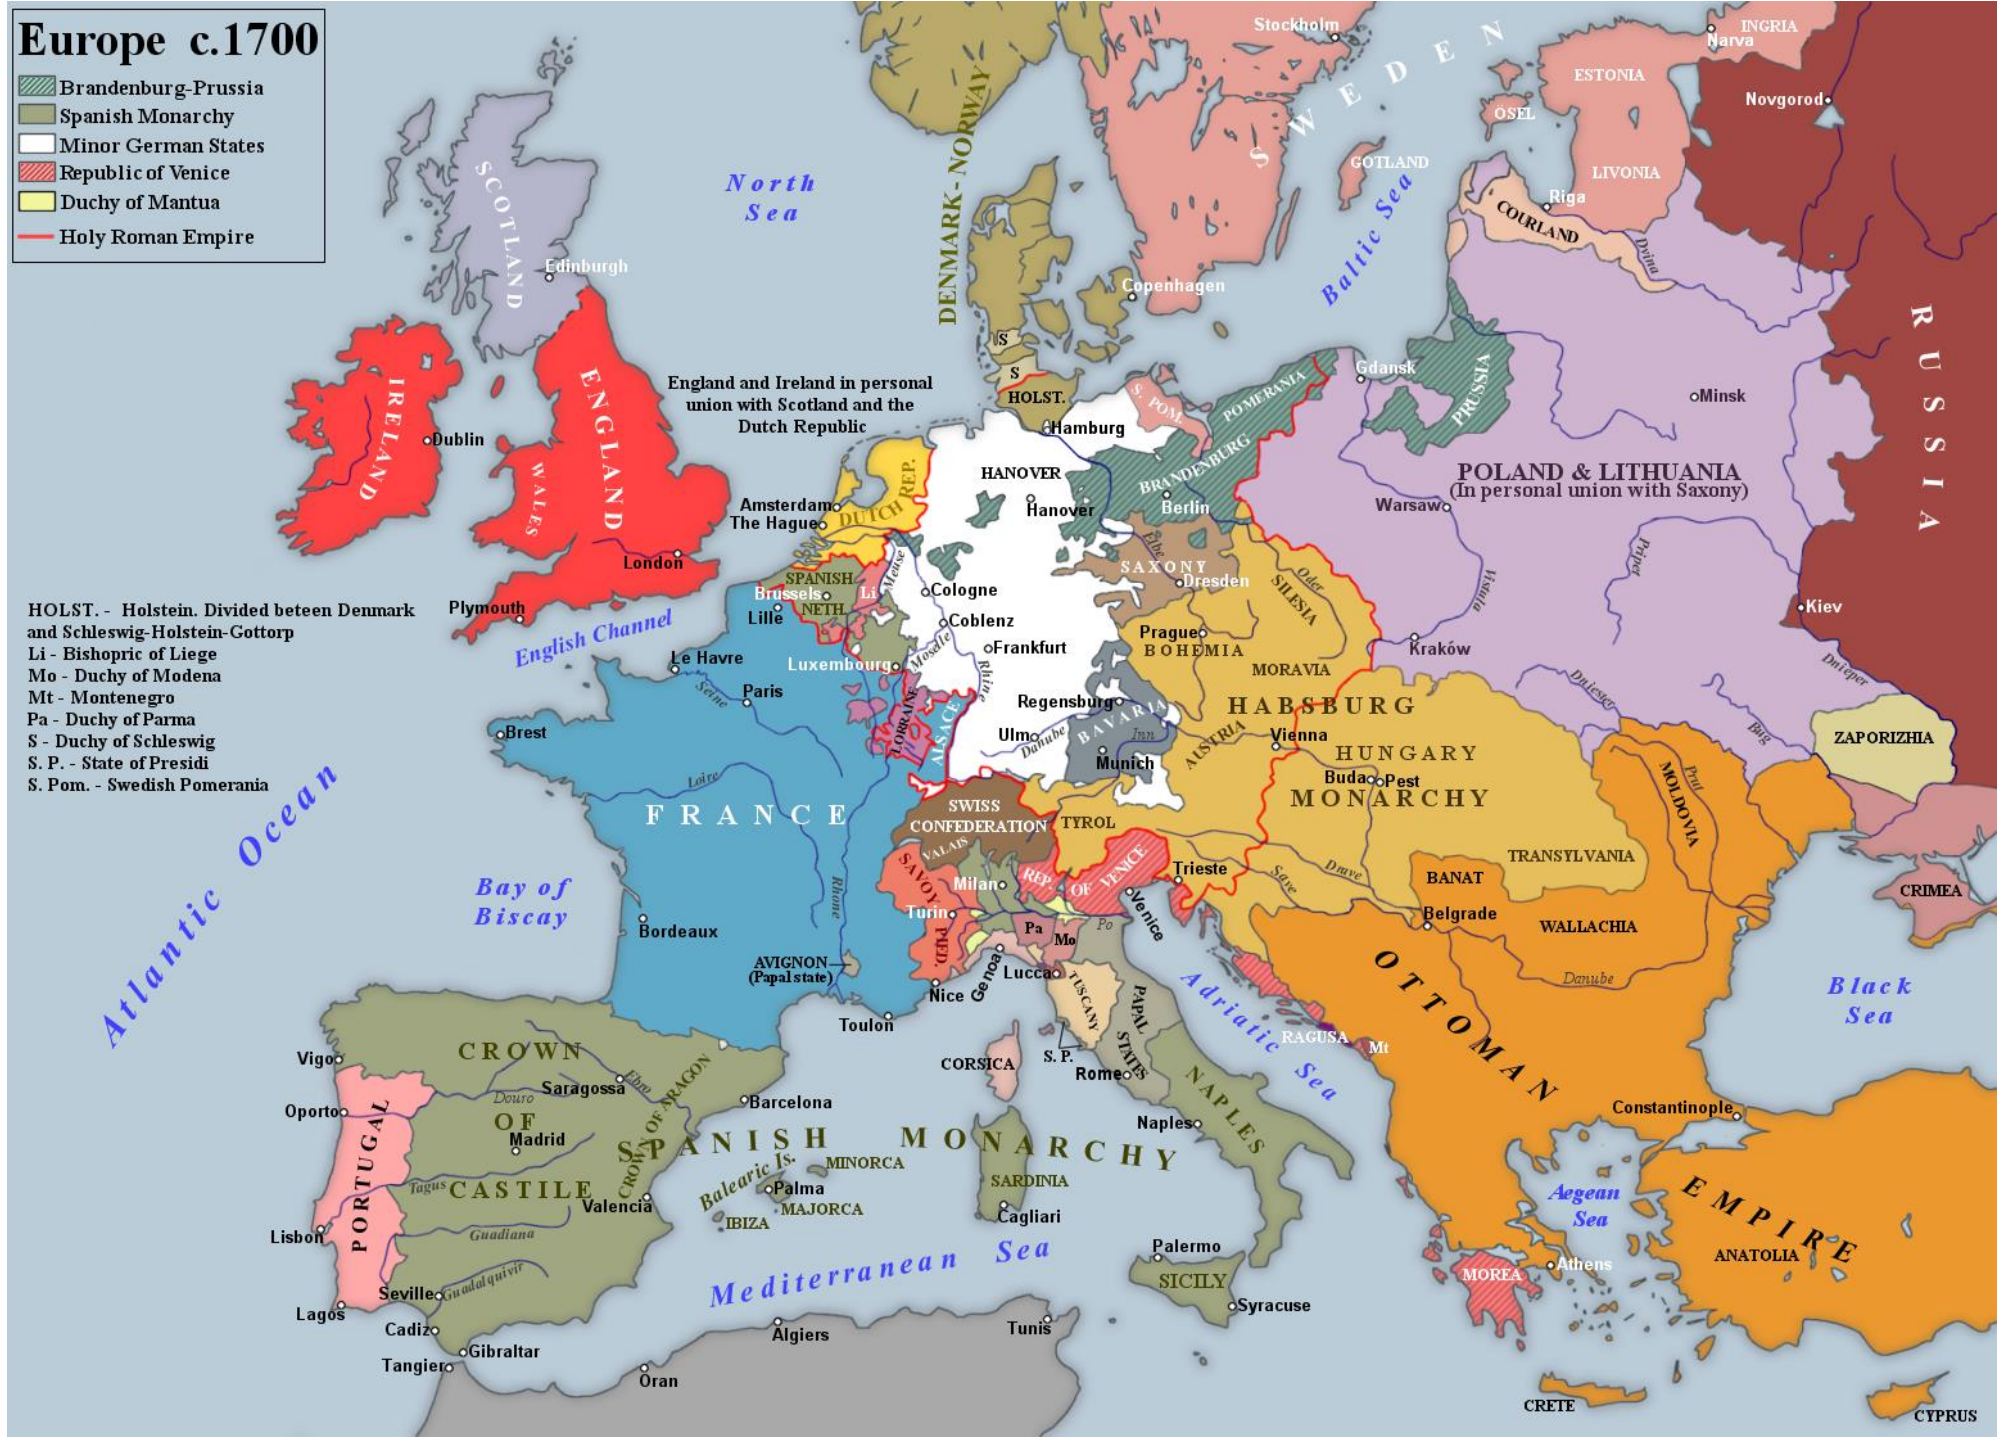 Europe c.1700
Brandenburg-Prussia
Spanish Monarchy
Minor German States
Republic of Venice
Duchy of Mantua
Holy Roman Empire
Stockholm
SWEDEN
INGRIA
Narva
ESTONIA
Novgorod
ÖSEL
GOTLAND
LIVONIA
Riga
COURLAND
Dvina
SCOTLAND
North
Sea
DENMARK-NORWAY
Baltic Sea
Edinburgh
Copenhagen
RUSSIA
S
S
HOLST.
S. POM.
POMERANIA
Gdansk
PRUSSIA
Minsk
England and Ireland in personal
union with Scotland and the
Dutch Republic
IRELAND
Dublin
ENGLAND
WALES
London
Plymouth
English Channel
Hamburg
HANOVER
Hanover
BRANDENBURG
Berlin
POLAND & LITHUANIA
(In personal union with Saxony)
Warsaw
Amsterdam
The Hague
DUTCH REP.
Elbe
SAXONY
Dresden
Oder
SILESIA
Vistula
Pripet
Kiev
SPANISH
Brussels
NETH.
Li
Meuse
Lille
Cologne
Coblenz
Frankfurt
Prague
BOHEMIA
MORAVIA
Kraków
Dnieper
HOLST. - Holstein. Divided beteen Denmark
and Schleswig-Holstein-Gottorp
Li - Bishopric of Liege
Mo - Duchy of Modena
Mt - Montenegro
Pa - Duchy of Parma
S - Duchy of Schleswig
S. P. - State of Presidi
S. Pom. - Swedish Pomerania
Le Havre
Seine
Paris
Luxembourg
Moselle
Rhine
LORRAINE
ALSACE
Brest
Loire
Regensburg
BAVARIA
Ulm
Danube
Inn
Munich
AUSTRIA
HABSBURG
Vienna
HUNGARY
Buda
Pest
MONARCHY
Dniester
Bug
ZAPORIZHIA
Prut
MOLDOVIA
Atlantic Ocean
FRANCE
SWISS
CONFEDERATION
VALAIS
TYROL
TRANSYLVANIA
Bay of
Biscay
Bordeaux
Rhone
SAVOY
Milan
Turin
PIED.
REP.
OF
VENICE
Trieste
Venice
Save
Drave
BANAT
Belgrade
WALLACHIA
CRIMEA
Danube
AVIGNON
(Papal state)
Pa
Mo
Po
Genoa
Lucca
Nice
Toulon
TUSCANY
PAPAL
STATES
Adriatic Sea
OTTOMAN
Black
Sea
RAGUSA
Mt
CORSICA
S. P.
Rome
Vigo
CROWN
Oporto
Douro
Saragossa
Ebro
CROWN OF ARAGON
Barcelona
OF
Madrid
SPANISH MONARCHY
Naples
NAPLES
Constantinople
PORTUGAL
Tagus
CASTILE
Valencia
Balearic Is.
MINORCA
Palma
MAJORCA
IBIZA
SARDINIA
Cagliari
Aegean
Sea
EMPIRE
ANATOLIA
Lisbon
Guadiana
Mediterranean Sea
Palermo
SICILY
Syracuse
MOREA
Athens
Seville
Guadalquivir
Lagos
Cadiz
Gibraltar
Tangier
Oran
Algiers
Tunis
CRETE
CYPRUS